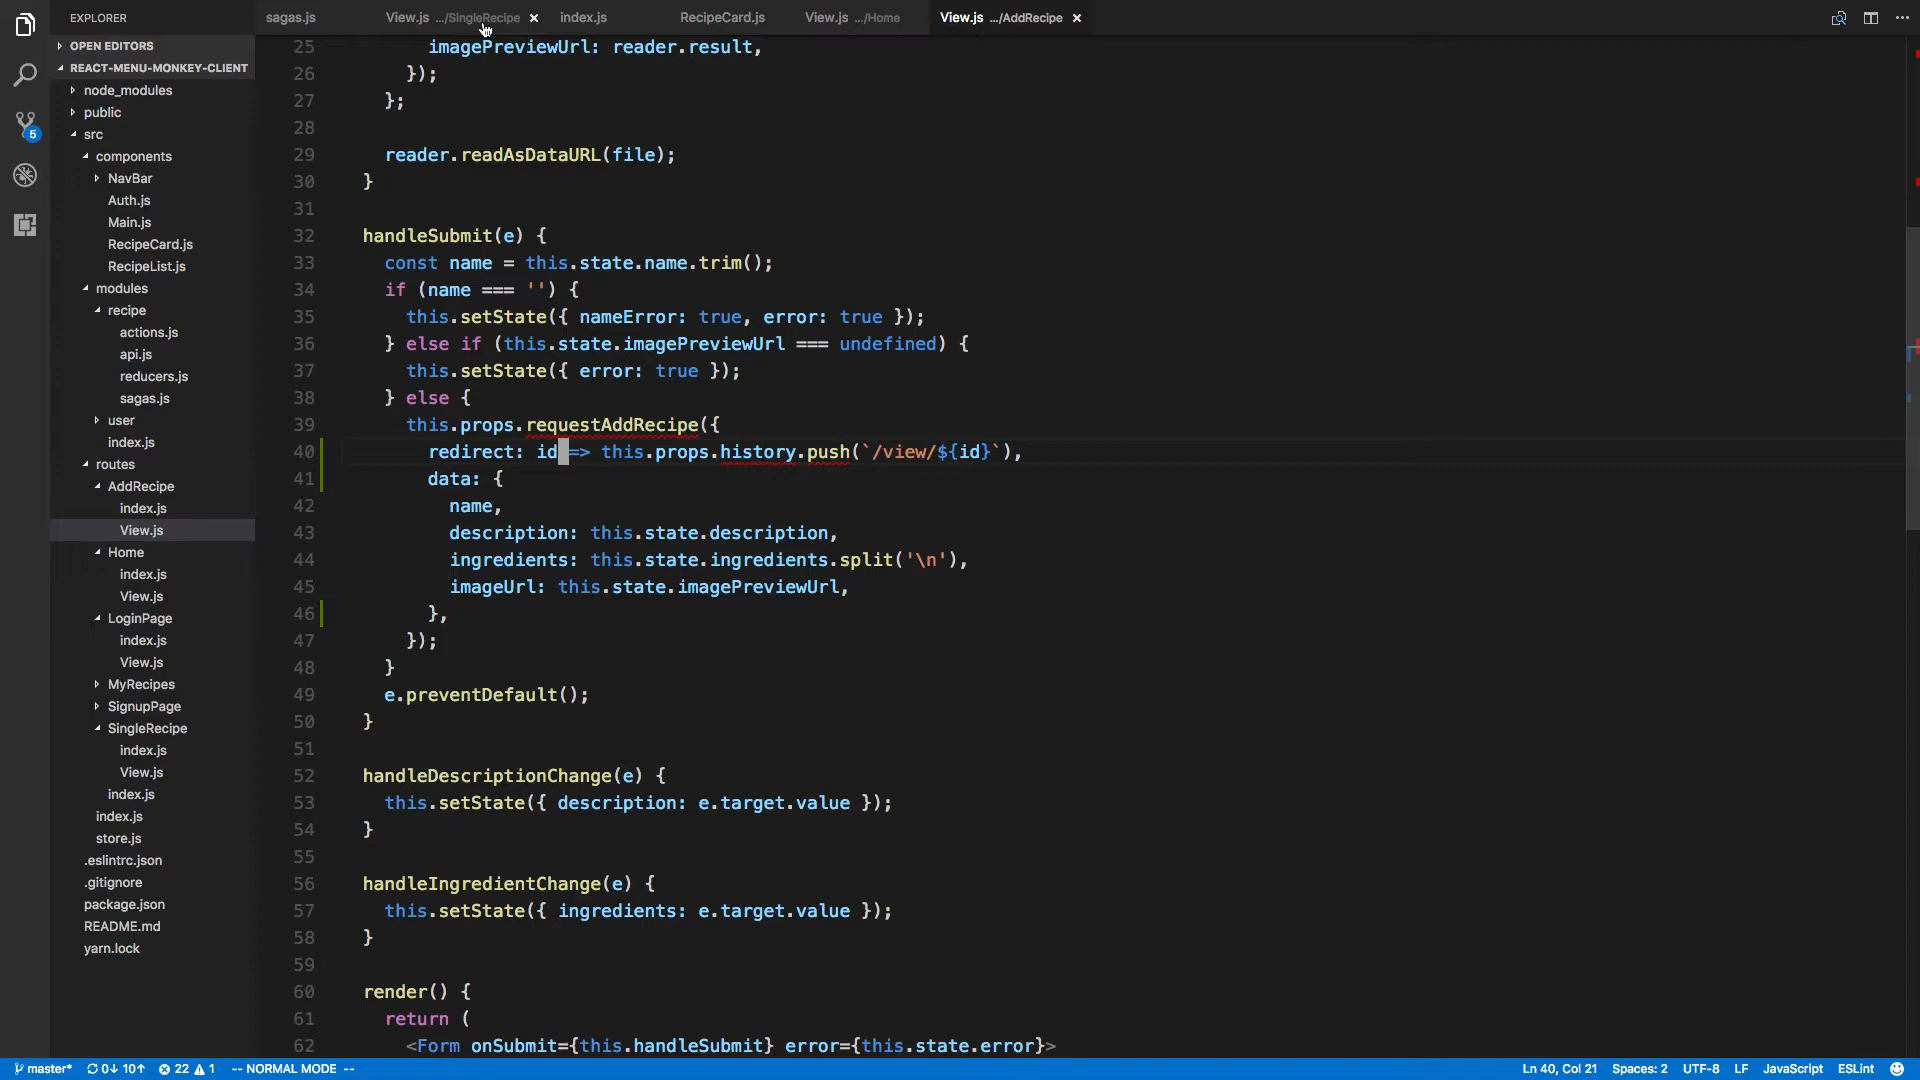 EXPLORER
OPEN EDITORS
REACT-MENU-MONKEY-CLIENT
node_modules
public
src
components
NavBar
Auth.js
Main.js
RecipeCard.js
RecipeList.js
modules
recipe
actions.js
api.js
reducers.js
sagas.js
user
index.js
routes
AddRecipe
index.js
View.js
Home
index.js
View.js
LoginPage
index.js
View.js
MyRecipes
SignupPage
SingleRecipe
index.js
View.js
index.js
index.js
store.js
.eslintrc.json
.gitignore
package.json
README.md
yarn.lock
5
sagas.js View.js .../SingleRecipe × index.js RecipeCard.js View.js .../Home View.js .../AddRecipe ×
25 imagePreviewUrl: reader.result,
26 });
27 };
28
29 reader.readAsDataURL(file);
30 }
31
32 handleSubmit(e) {
33 const name = this.state.name.trim();
34 if (name === '') {
35 this.setState({ nameError: true, error: true });
36 } else if (this.state.imagePreviewUrl === undefined) {
37 this.setState({ error: true });
38 } else {
39 this.props.requestAddRecipe({
40 redirect: id => this.props.history.push(`/view/${id}`),
41 data: {
42 name,
43 description: this.state.description,
44 ingredients: this.state.ingredients.split('\n'),
45 imageUrl: this.state.imagePreviewUrl,
46 },
47 });
48 }
49 e.preventDefault();
50 }
51
52 handleDescriptionChange(e) {
53 this.setState({ description: e.target.value });
54 }
55
56 handleIngredientChange(e) {
57 this.setState({ ingredients: e.target.value });
58 }
59
60 render() {
61 return (
62 <Form onSubmit={this.handleSubmit} error={this.state.error}>
master* 0↓ 10↑ 22 1 -- NORMAL MODE -- Ln 40, Col 21 Spaces: 2 UTF-8 LF JavaScript ESLint